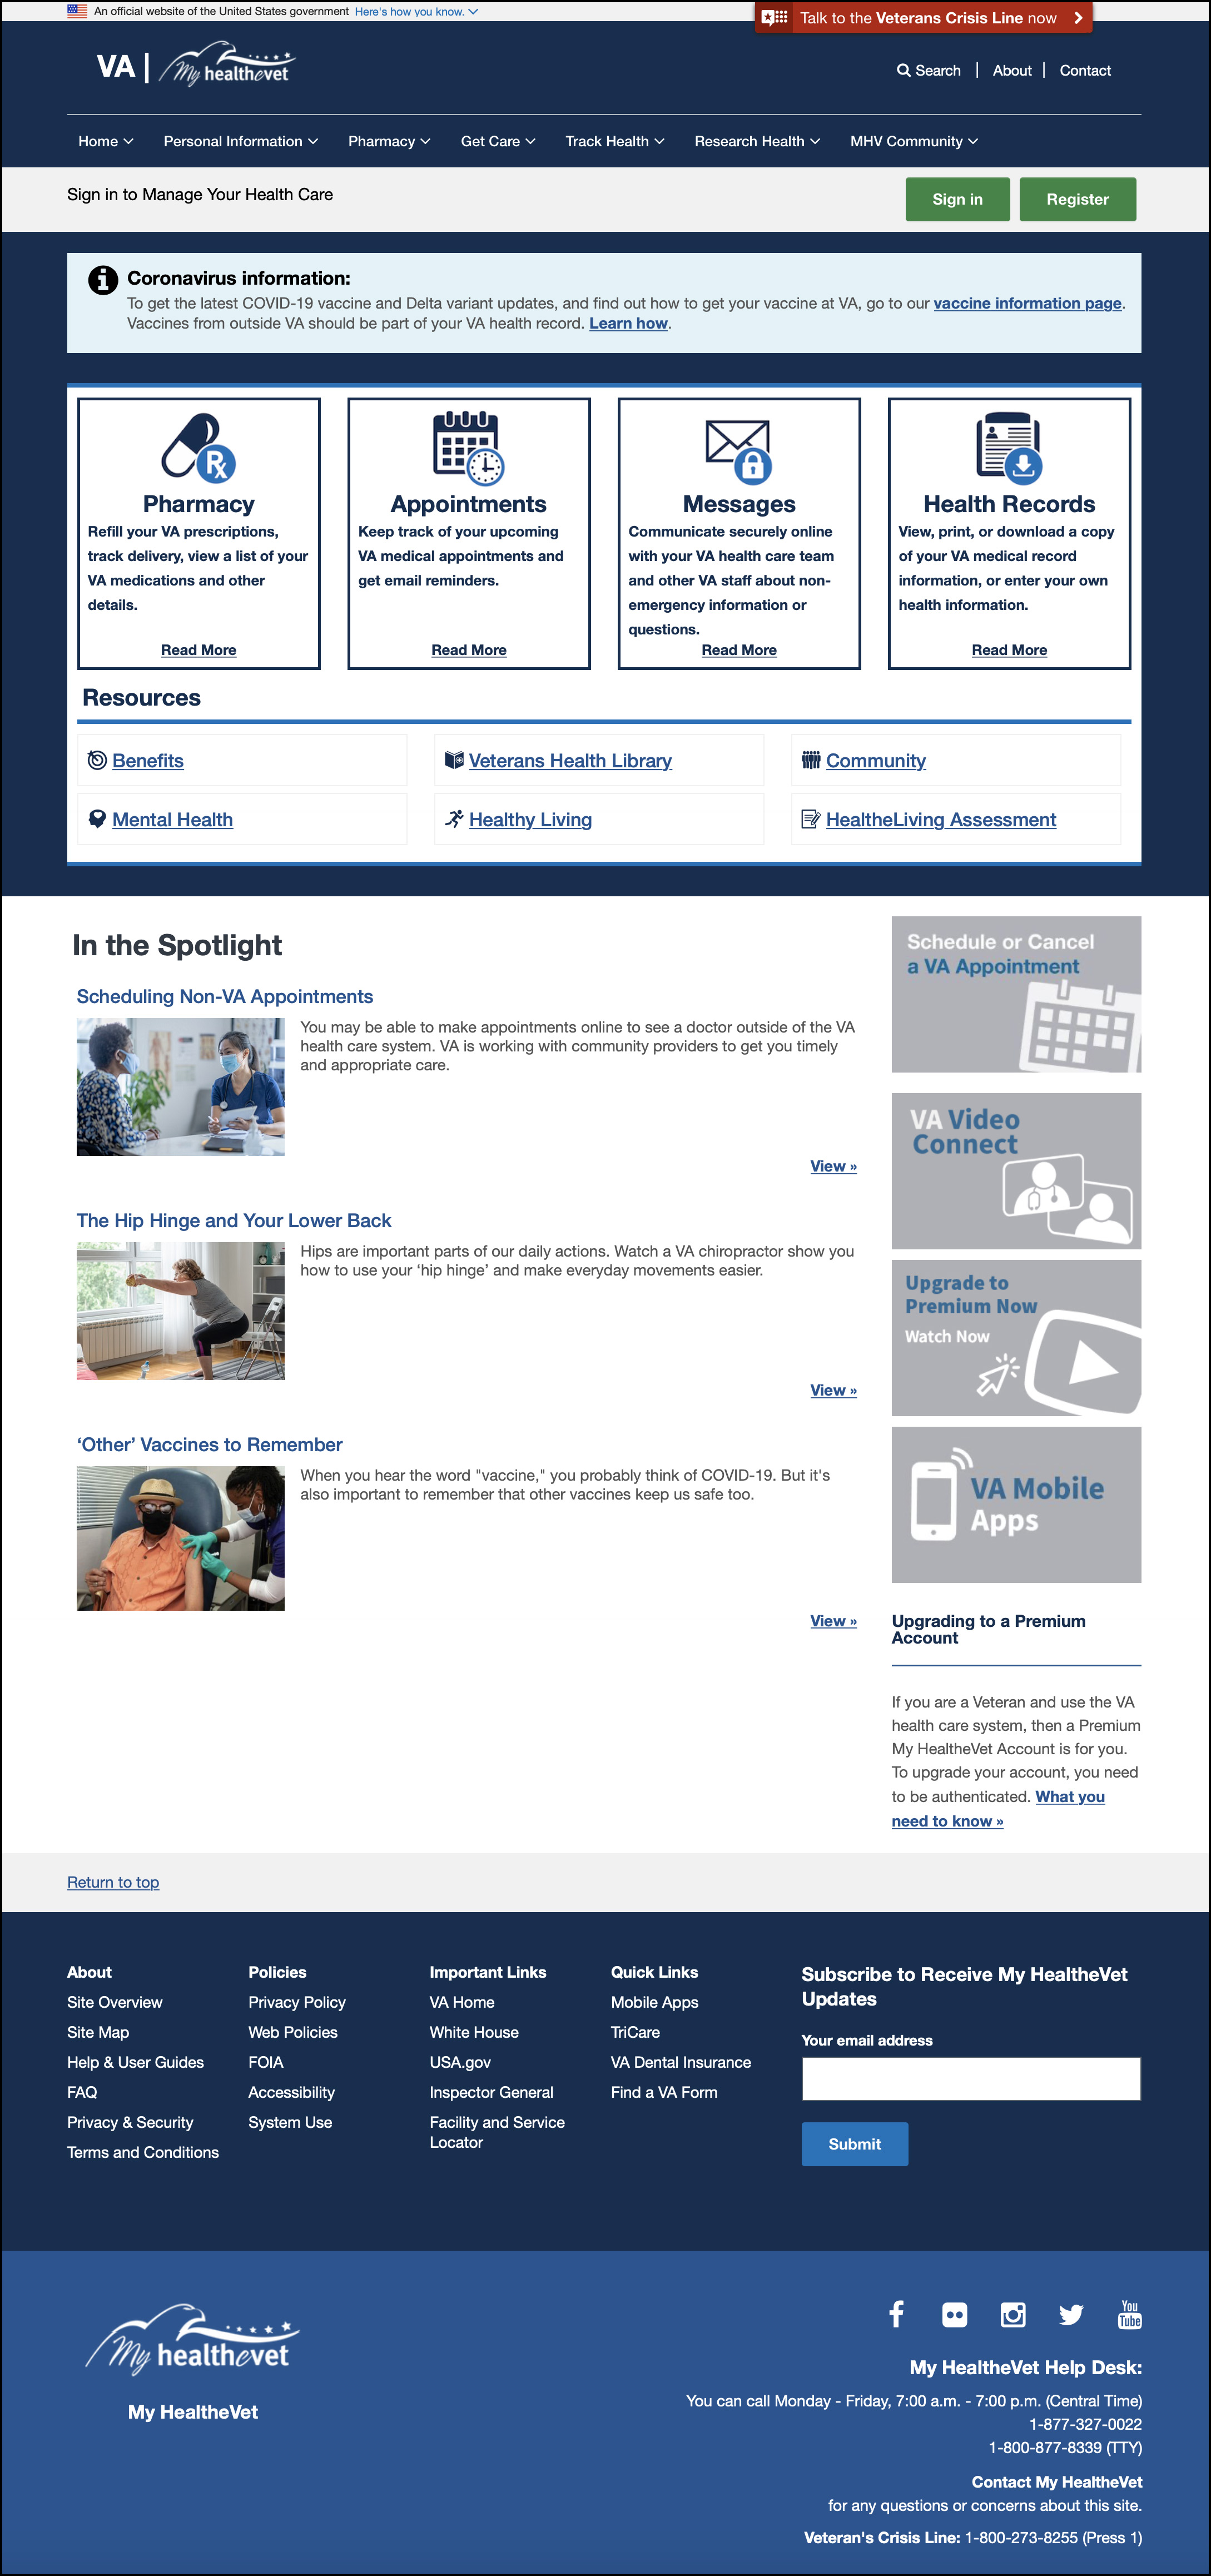 An official website of the United States government Here's how you know.
Talk to the Veterans Crisis Line now
VA | My healthevet
Search | About | Contact
Home Personal Information Pharmacy Get Care Track Health Research Health MHV Community
Sign in to Manage Your Health Care
Sign in Register
Coronavirus information:
To get the latest COVID-19 vaccine and Delta variant updates, and find out how to get your vaccine at VA, go to our vaccine information page.
Vaccines from outside VA should be part of your VA health record. Learn how.
Rx
Pharmacy
Refill your VA prescriptions,
track delivery, view a list of your
VA medications and other
details.
Read More
Appointments
Keep track of your upcoming
VA medical appointments and
get email reminders.
Read More
Messages
Communicate securely online
with your VA health care team
and other VA staff about non-
emergency information or
questions.
Read More
Health Records
View, print, or download a copy
of your VA medical record
information, or enter your own
health information.
Read More
Resources
Benefits
Veterans Health Library
Community
Mental Health
Healthy Living
HealtheLiving Assessment
In the Spotlight
Scheduling Non-VA Appointments
You may be able to make appointments online to see a doctor outside of the VA
health care system. VA is working with community providers to get you timely
and appropriate care.
View »
The Hip Hinge and Your Lower Back
Hips are important parts of our daily actions. Watch a VA chiropractor show you
how to use your ‘hip hinge’ and make everyday movements easier.
View »
‘Other’ Vaccines to Remember
When you hear the word "vaccine," you probably think of COVID-19. But it's
also important to remember that other vaccines keep us safe too.
View »
Schedule or Cancel
a VA Appointment
VA Video
Connect
Upgrade to
Premium Now
Watch Now
VA Mobile
Apps
Upgrading to a Premium
Account
If you are a Veteran and use the VA
health care system, then a Premium
My HealtheVet Account is for you.
To upgrade your account, you need
to be authenticated. What you
need to know »
Return to top
About
Site Overview
Site Map
Help & User Guides
FAQ
Privacy & Security
Terms and Conditions
Policies
Privacy Policy
Web Policies
FOIA
Accessibility
System Use
Important Links
VA Home
White House
USA.gov
Inspector General
Facility and Service
Locator
Quick Links
Mobile Apps
TriCare
VA Dental Insurance
Find a VA Form
Subscribe to Receive My HealtheVet
Updates
Your email address
Submit
My healthevet
My HealtheVet
You
Tube
My HealtheVet Help Desk:
You can call Monday - Friday, 7:00 a.m. - 7:00 p.m. (Central Time)
1-877-327-0022
1-800-877-8339 (TTY)
Contact My HealtheVet
for any questions or concerns about this site.
Veteran's Crisis Line: 1-800-273-8255 (Press 1)